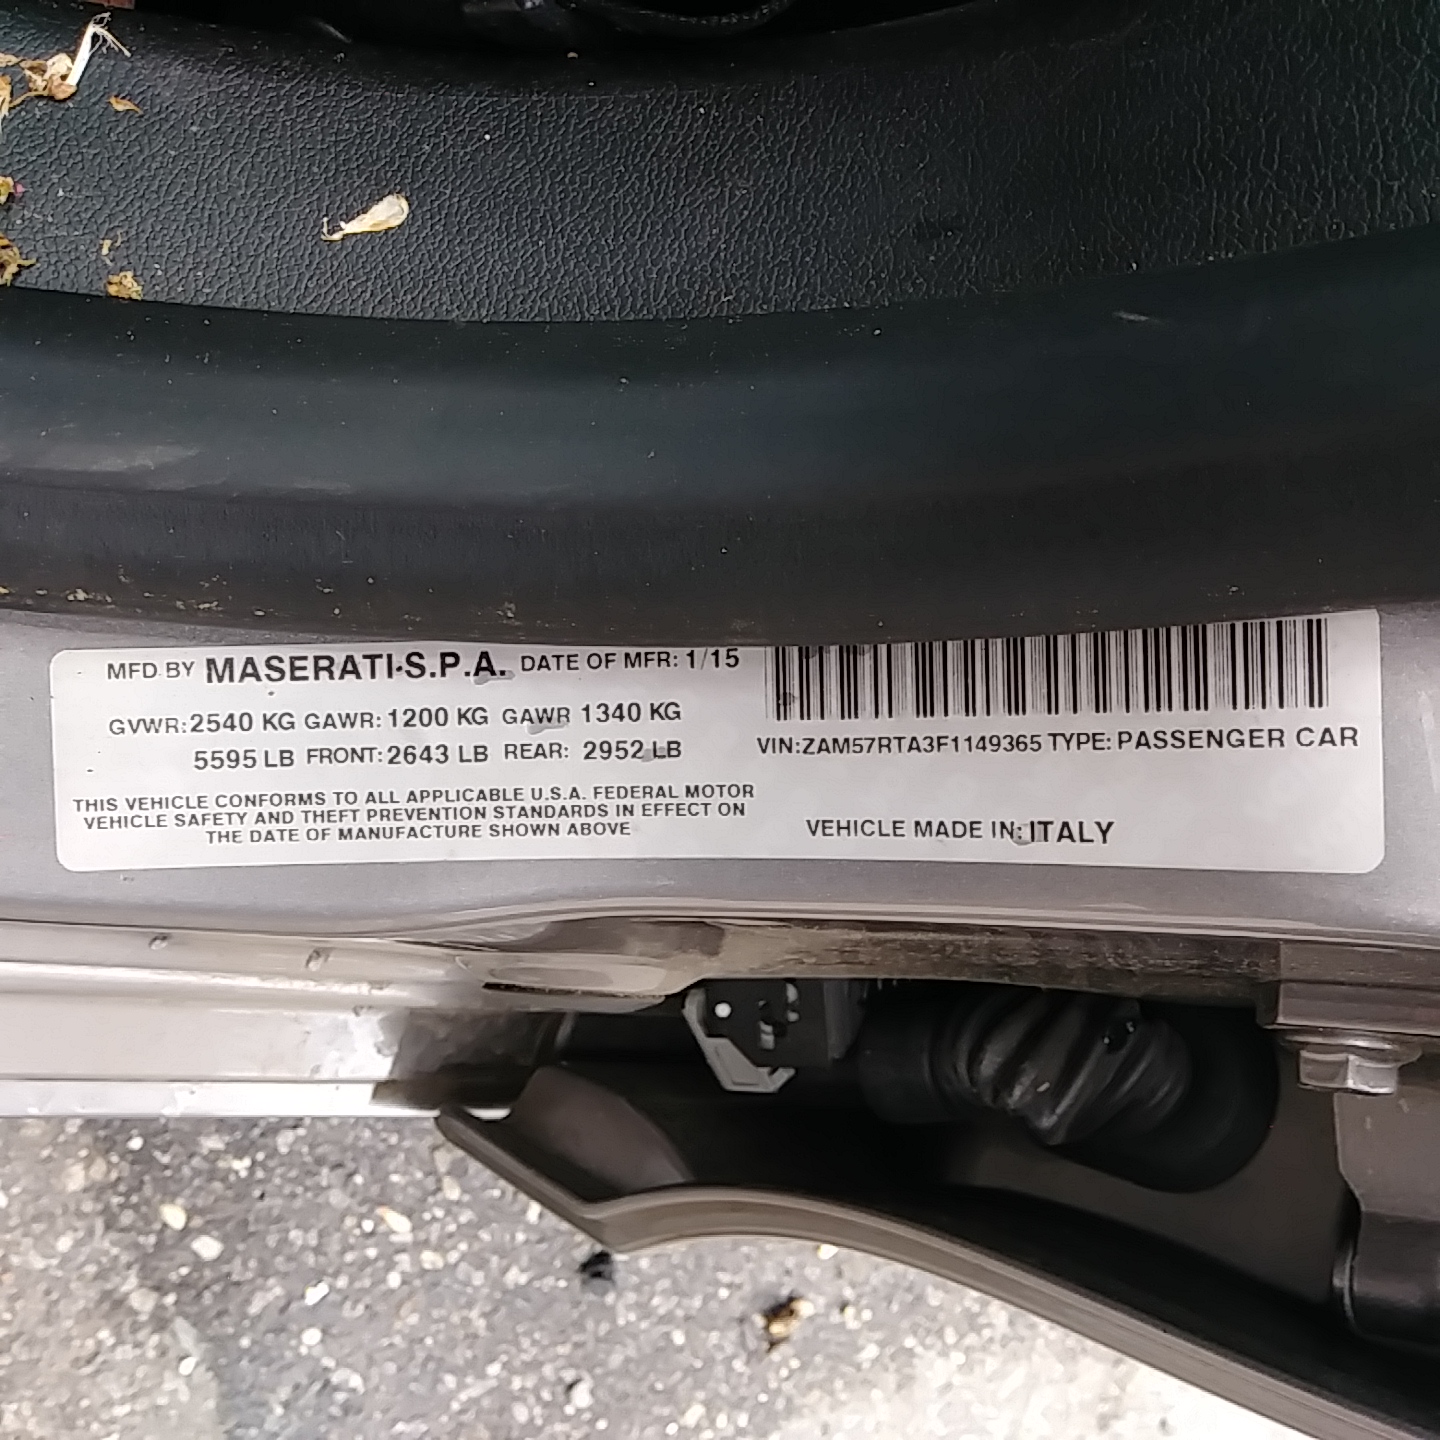 MFD BY MASERATI·S.P.A. DATE OF MFR: 1/15
GVWR: 2540 KG GAWR: 1200 KG GAWR 1340 KG
5595 LB FRONT: 2643 LB REAR: 2952 LB
THIS VEHICLE CONFORMS TO ALL APPLICABLE U.S.A. FEDERAL MOTOR
VEHICLE SAFETY AND THEFT PREVENTION STANDARDS IN EFFECT ON
THE DATE OF MANUFACTURE SHOWN ABOVE
VIN:ZAM57RTA3F1149365 TYPE: PASSENGER CAR
VEHICLE MADE IN: ITALY